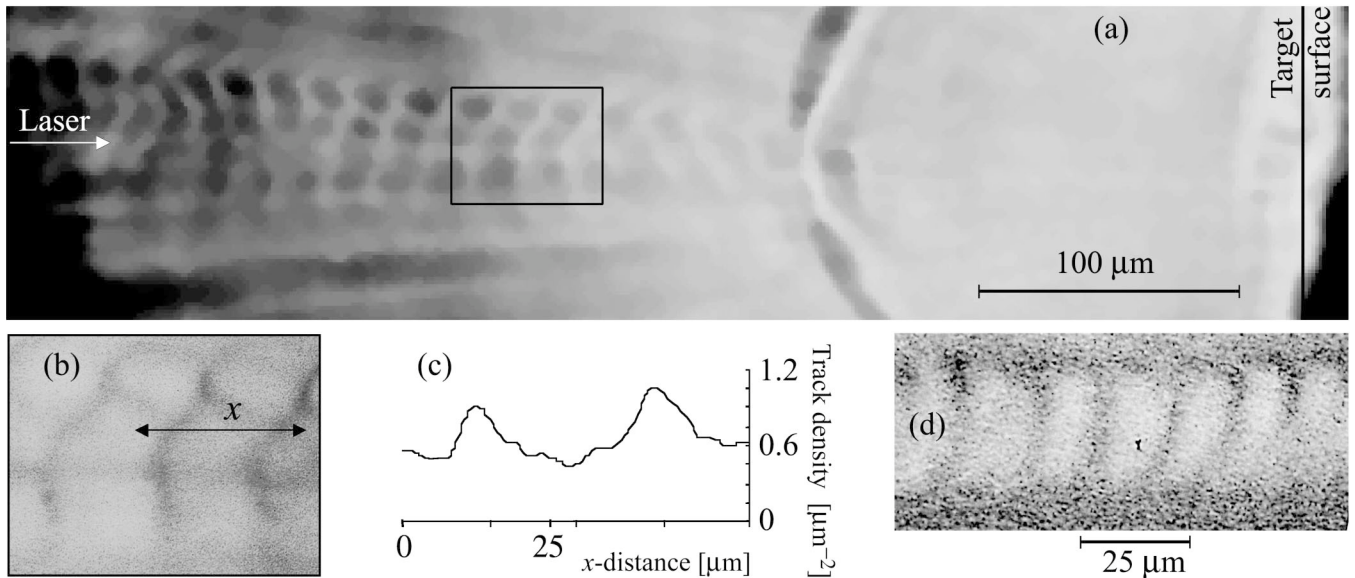 (a)
Target
surface
Laser
100 μm
(b)
x
(c)
Track density [μm⁻²]
1.2
0.6
0
0
25
x-distance [μm]
(d)
25 μm